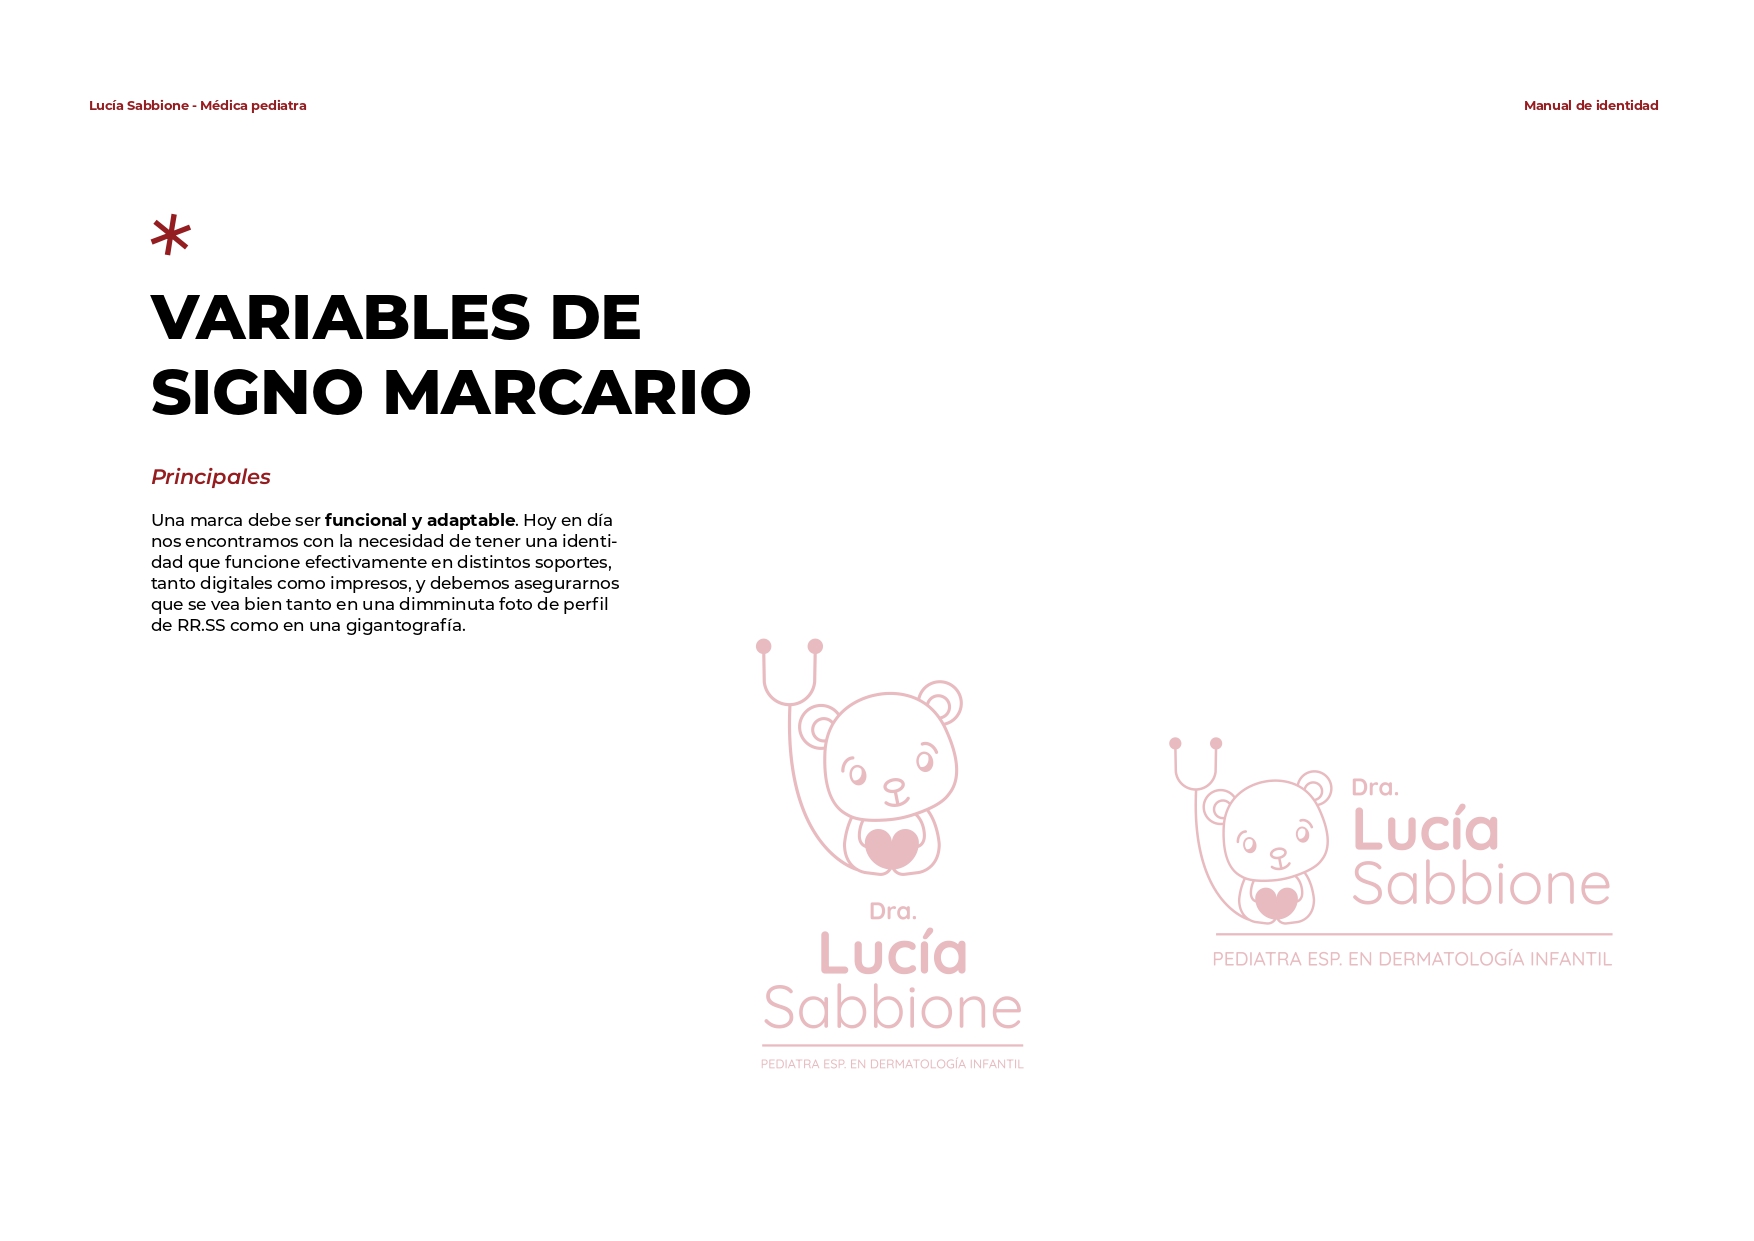 Lucía Sabbione - Médica pediatra
Manual de identidad
VARIABLES DE
SIGNO MARCARIO
Principales
Una marca debe ser funcional y adaptable. Hoy en día
nos encontramos con la necesidad de tener una identi-
dad que funcione efectivamente en distintos soportes,
tanto digitales como impresos, y debemos asegurarnos
que se vea bien tanto en una dimminuta foto de perfil
de RR.SS como en una gigantografía.
Dra.
Lucía
Sabbione
PEDIATRA ESP. EN DERMATOLOGÍA INFANTIL
Dra.
Lucía
Sabbione
PEDIATRA ESP. EN DERMATOLOGÍA INFANTIL